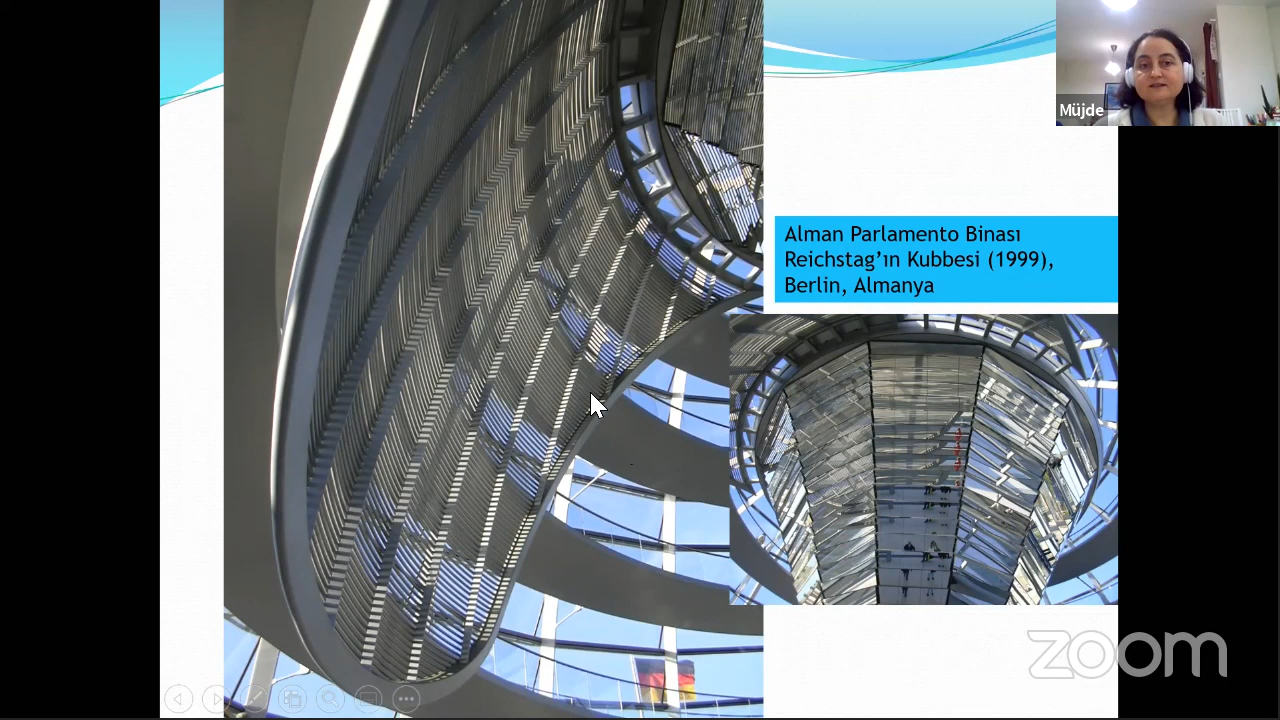 Müjde
Alman Parlamento Binası
Reichstag’ın Kubbesi (1999),
Berlin, Almanya
zoom